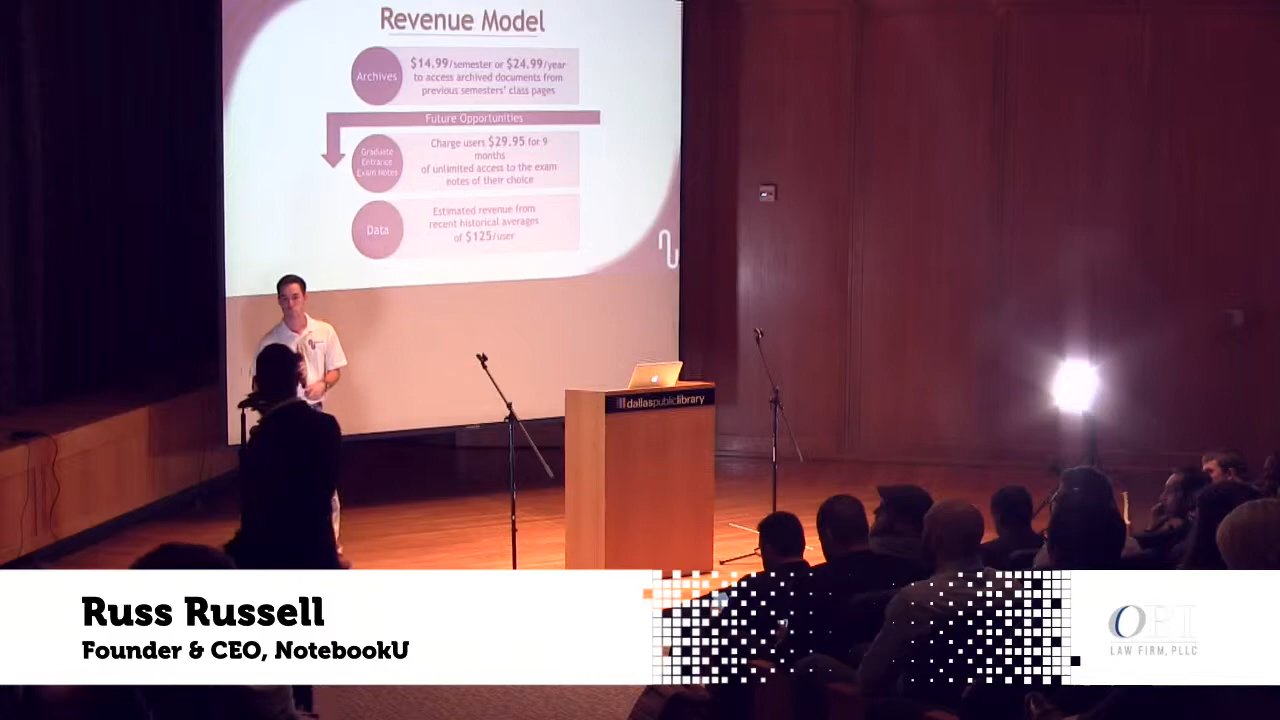 Revenue Model
Archives
$14.99/semester or $24.99/year
to access archived documents from
previous semesters' class pages
Future Opportunities
Graduate
Entrance
Exam Notes
Charge users $29.95 for 9
months
of unlimited access to the exam
notes of their choice
Data
Estimated revenue from
recent historical averages
of $125/user
dallaspubliclibrary
Russ Russell
Founder & CEO, NotebookU
OBI
LAW FIRM, PLLC